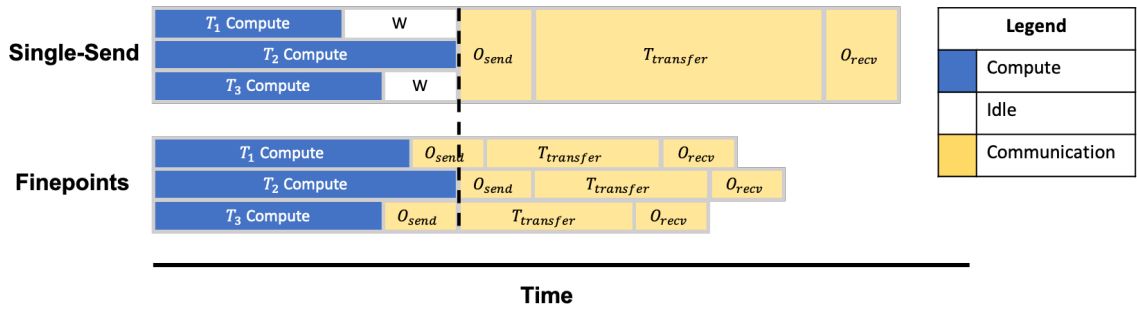 Single-Send
T₁ Compute
W
T₂ Compute
T₃ Compute
W
Oₛₑₙd
Tₜᵣₐₙₛfₑᵣ
Oᵣₑcᵥ
Finepoints
T₁ Compute
Oₛₑₙd
Tₜᵣₐₙₛfₑᵣ
Oᵣₑcᵥ
T₂ Compute
Oₛₑₙd
Tₜᵣₐₙₛfₑᵣ
Oᵣₑcᵥ
T₃ Compute
Oₛₑₙd
Tₜᵣₐₙₛfₑᵣ
Oᵣₑcᵥ
Time
Legend
Compute
Idle
Communication